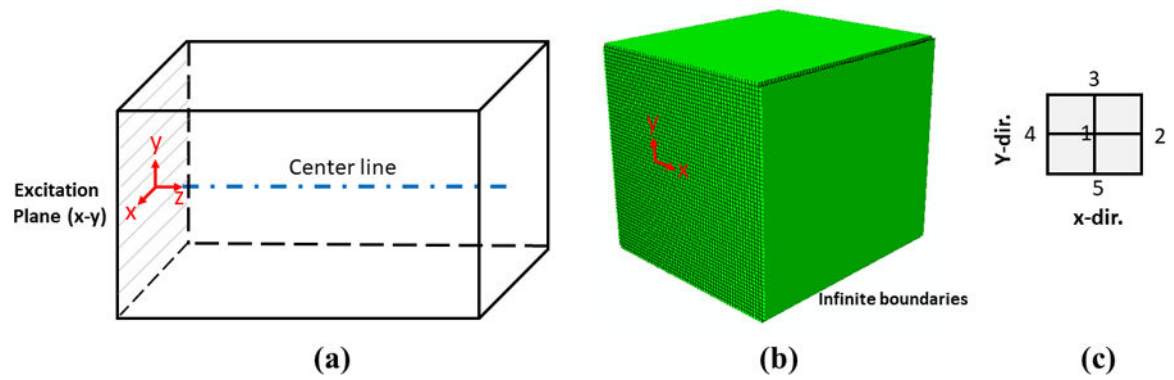 y
x
z
Center line
Excitation
Plane (x-y)
(a)
y
x
Infinite boundaries
(b)
3
4
1
2
5
Y-dir.
x-dir.
(c)